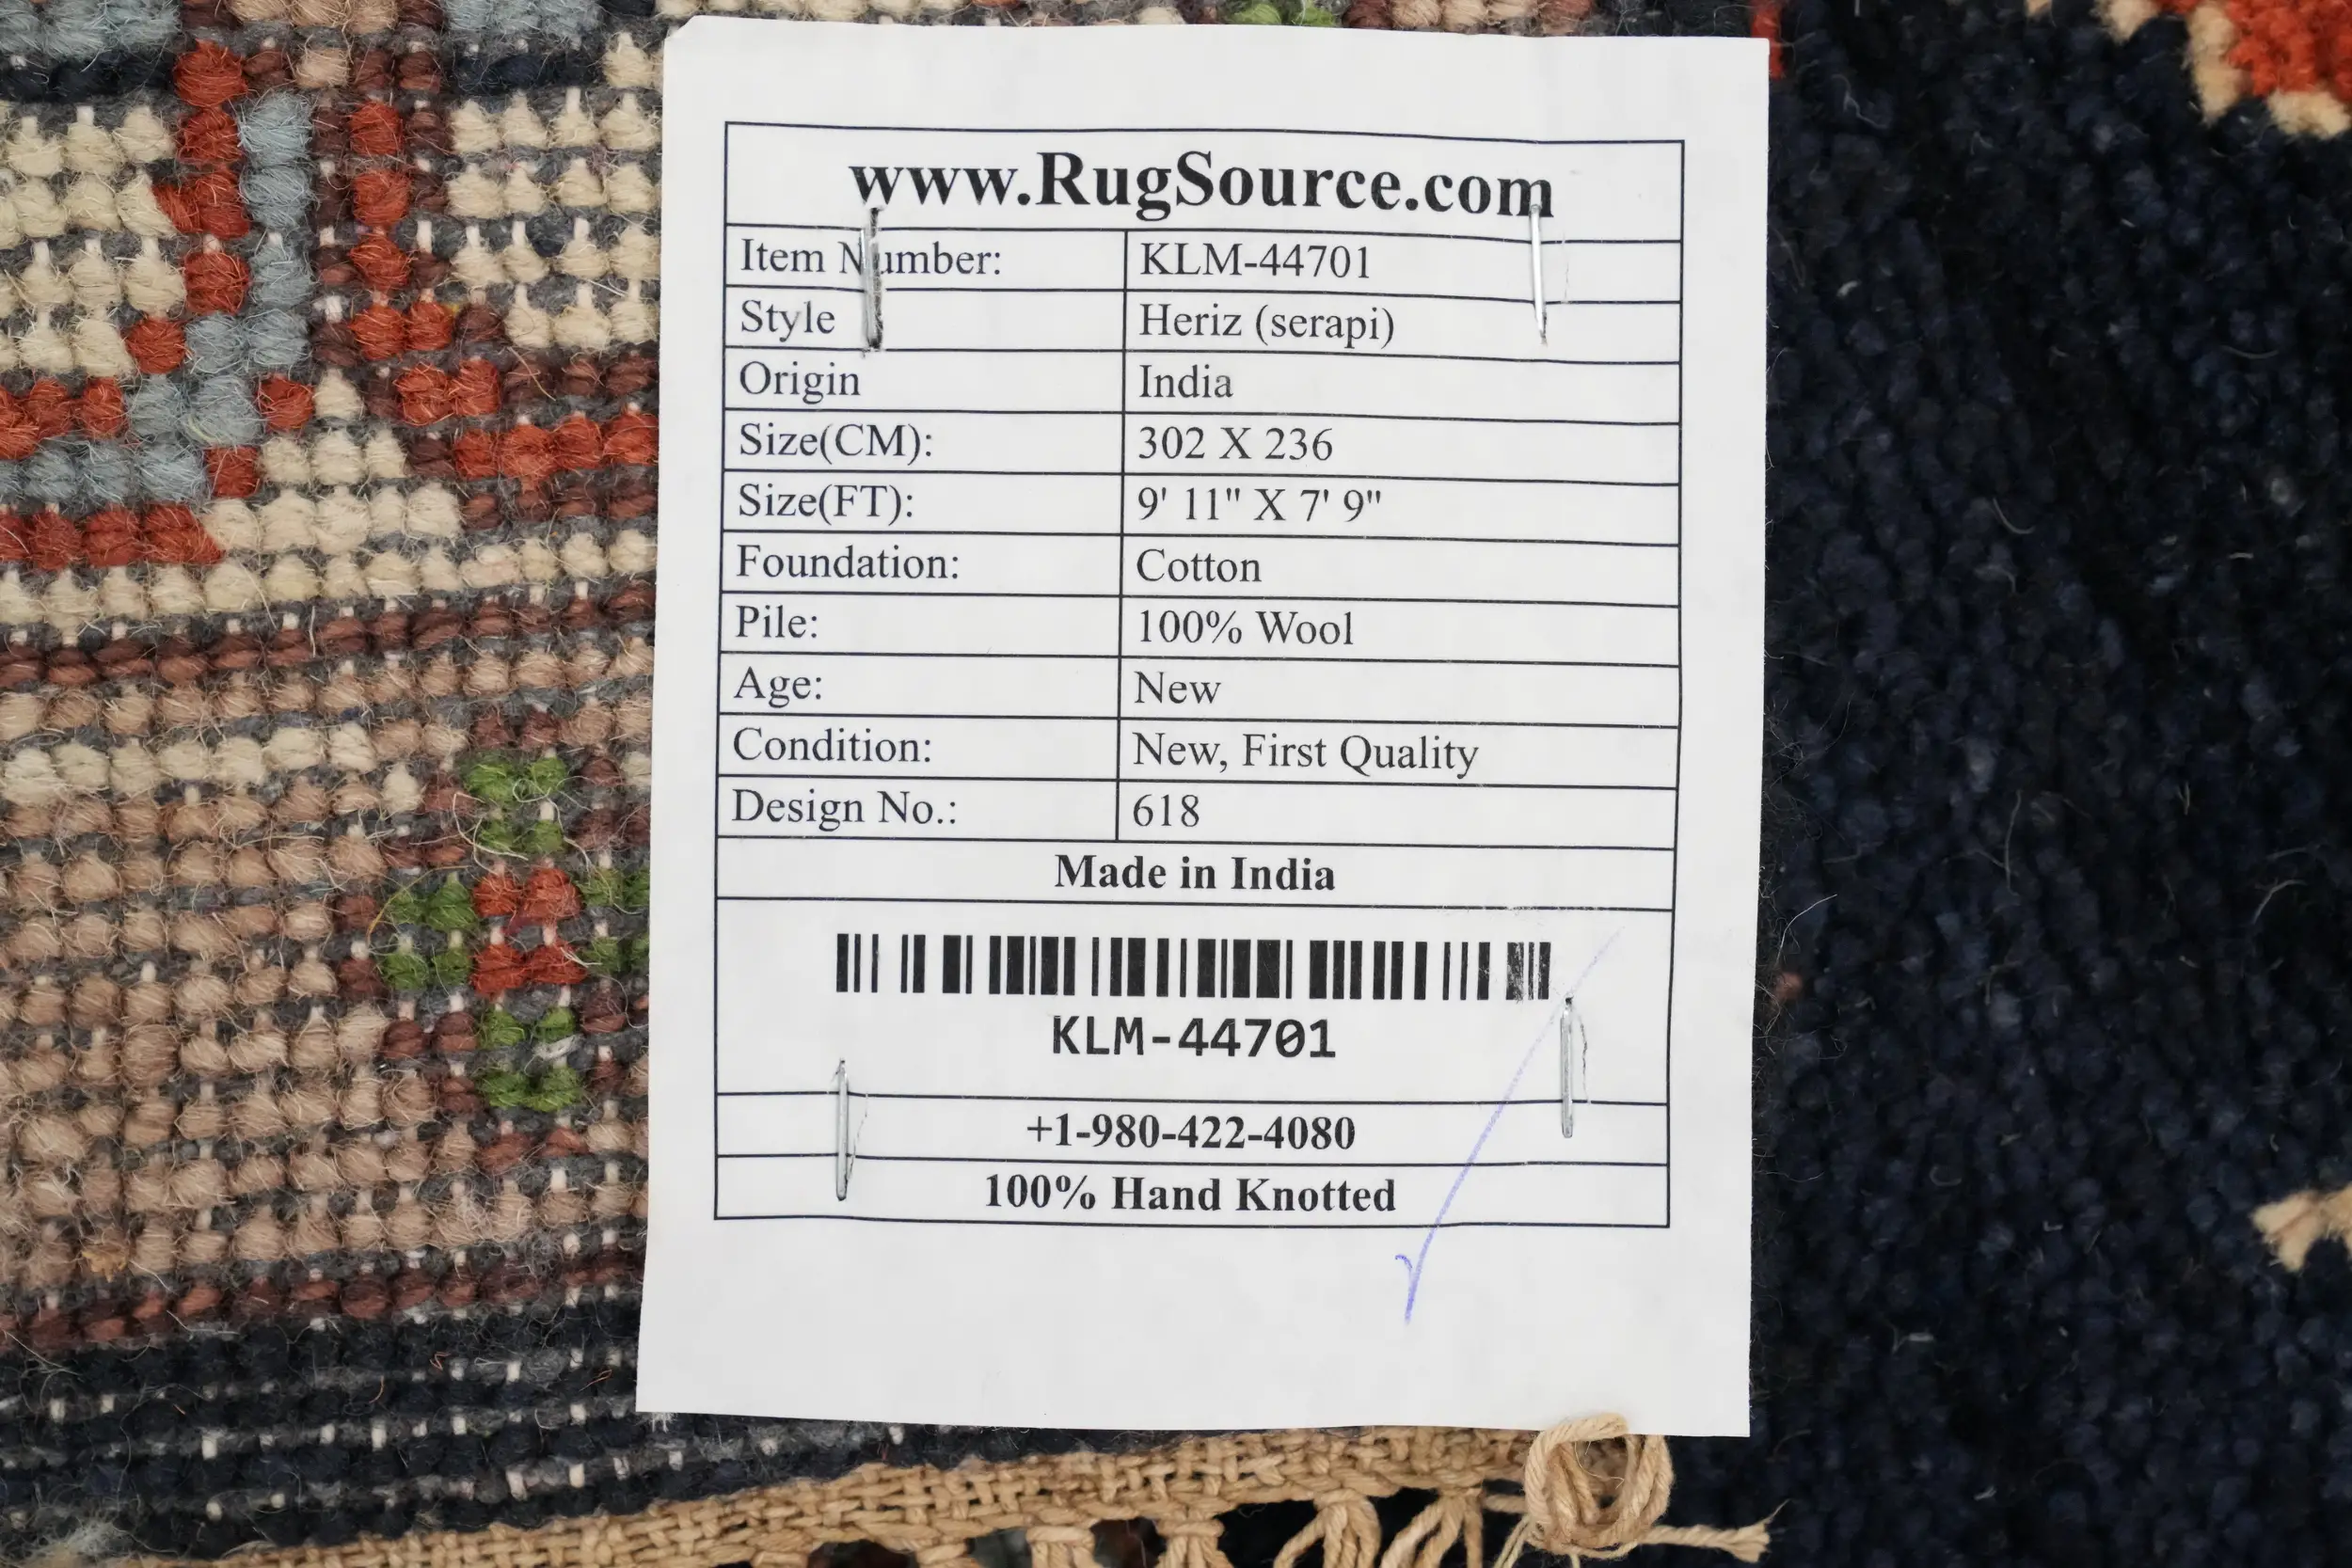 www.RugSource.com
Item Number: KLM-44701
Style Heriz (serapi)
Origin India
Size(CM): 302 X 236
Size(FT): 9' 11" X 7' 9"
Foundation: Cotton
Pile: 100% Wool
Age: New
Condition: New, First Quality
Design No.: 618
Made in India
KLM-44701
+1-980-422-4080
100% Hand Knotted